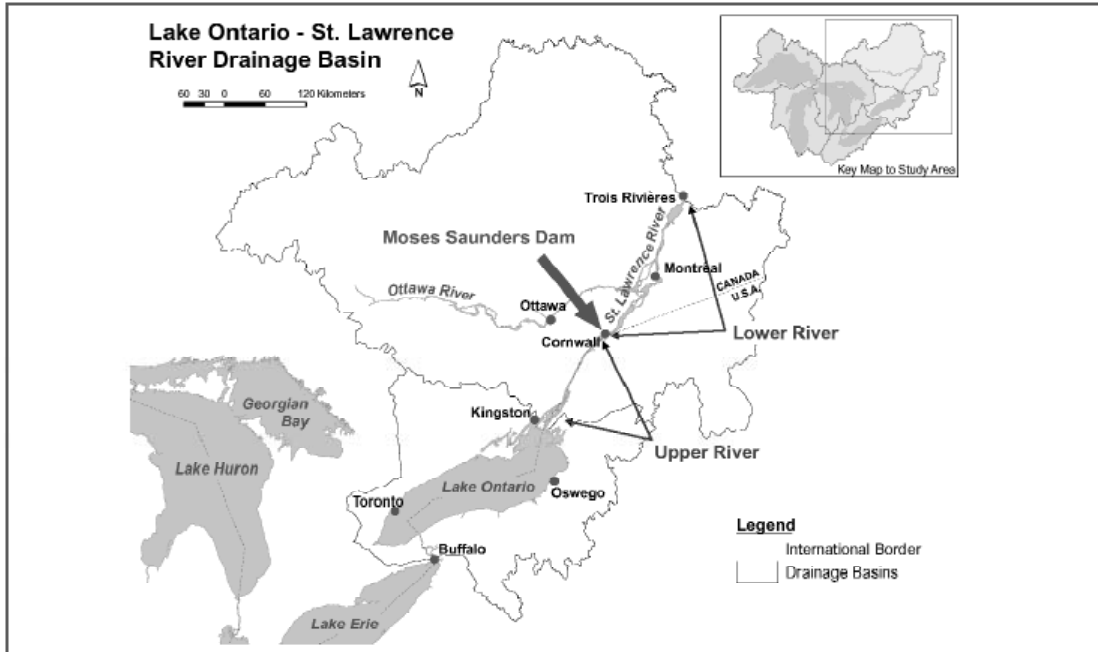 Lake Ontario - St. Lawrence
River Drainage Basin
N
60 30 0 60 120 Kilometers
Key Map to Study Area
Trois Rivières
Moses Saunders Dam
St. Lawrence River
Montréal
CANADA
U.S.A.
Ottawa River
Ottawa
Lower River
Cornwall
Georgian
Bay
Kingston
Upper River
Lake Huron
Lake Ontario
Oswego
Toronto
Legend
International Border
Drainage Basins
Buffalo
Lake Erie